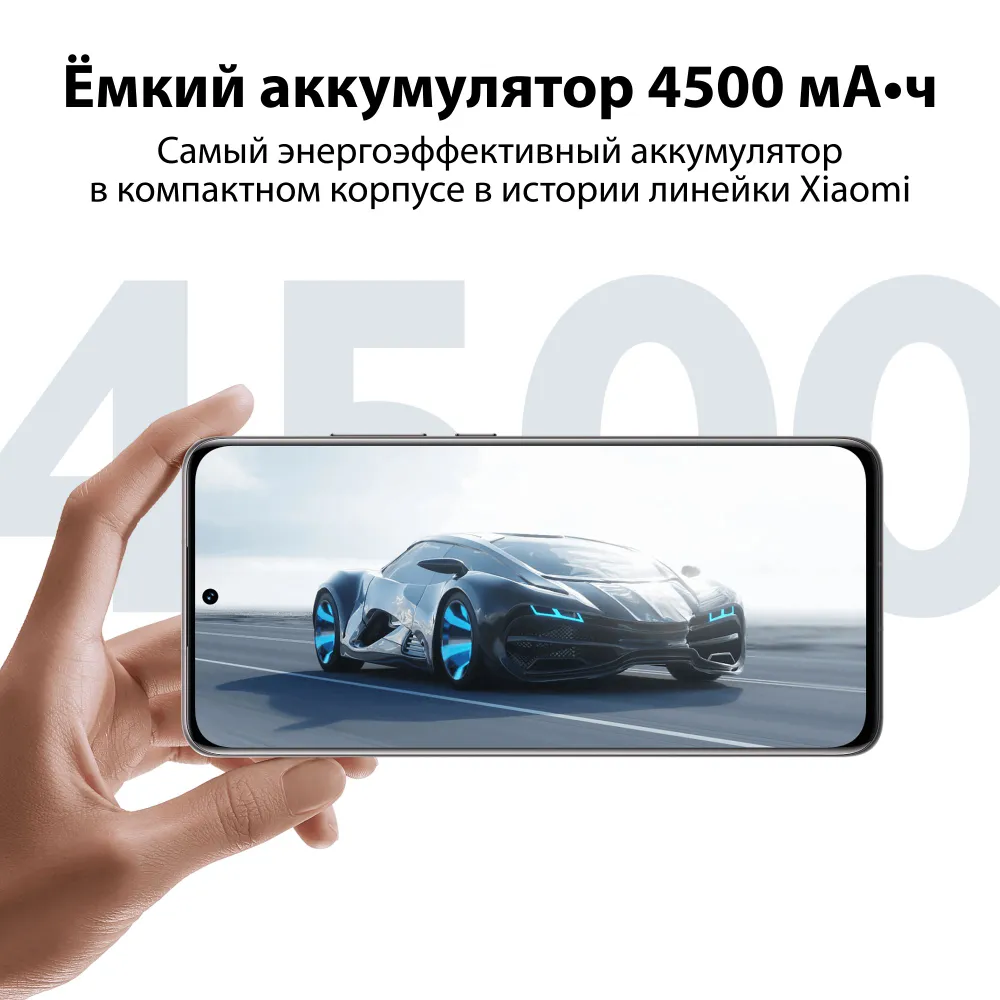 Ёмкий аккумулятор 4500 мА•ч
Самый энергоэффективный аккумулятор
в компактном корпусе в истории линейки Xiaomi
4500